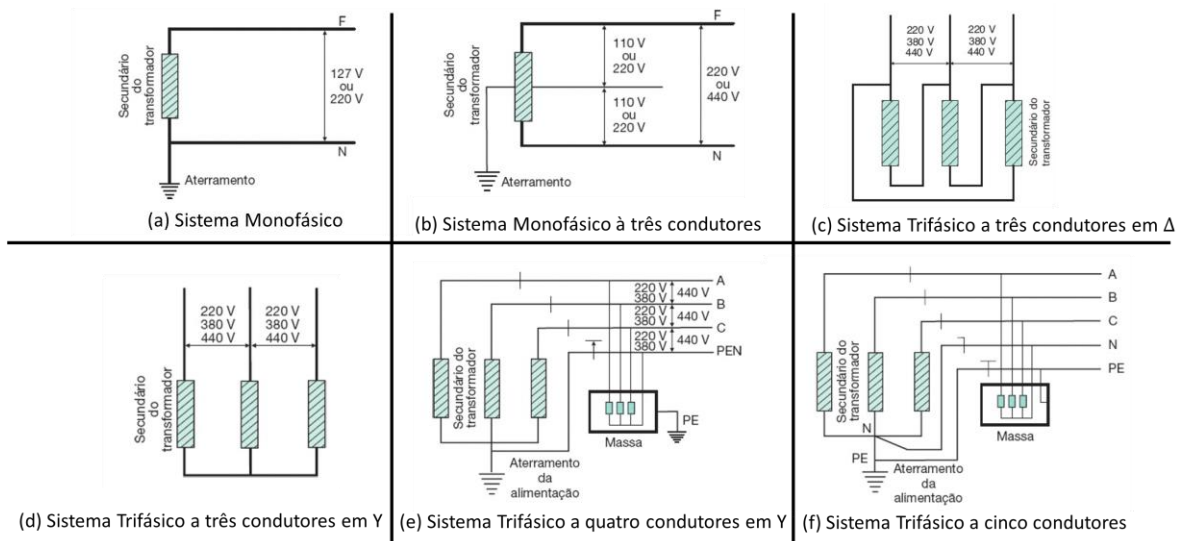 F
Secundário
do
transformador
127 V
ou
220 V
N
Aterramento
(a) Sistema Monofásico
F
Secundário
do
transformador
110 V
ou
220 V
110 V
ou
220 V
220 V
ou
440 V
N
Aterramento
(b) Sistema Monofásico à três condutores
220 V
380 V
440 V
220 V
380 V
440 V
Secundário do
transformador
(c) Sistema Trifásico a três condutores em Δ
220 V
380 V
440 V
220 V
380 V
440 V
Secundário
do
transformador
(d) Sistema Trifásico a três condutores em Y
A
220 V
380 V
440 V
B
220 V
380 V
440 V
C
220 V
380 V
440 V
PEN
Secundário do
transformador
PE
Massa
Aterramento
da
alimentação
(e) Sistema Trifásico a quatro condutores em Y
A
B
C
N
PE
Secundário do
transformador
N
PE
Massa
Aterramento
da
alimentação
(f) Sistema Trifásico a cinco condutores